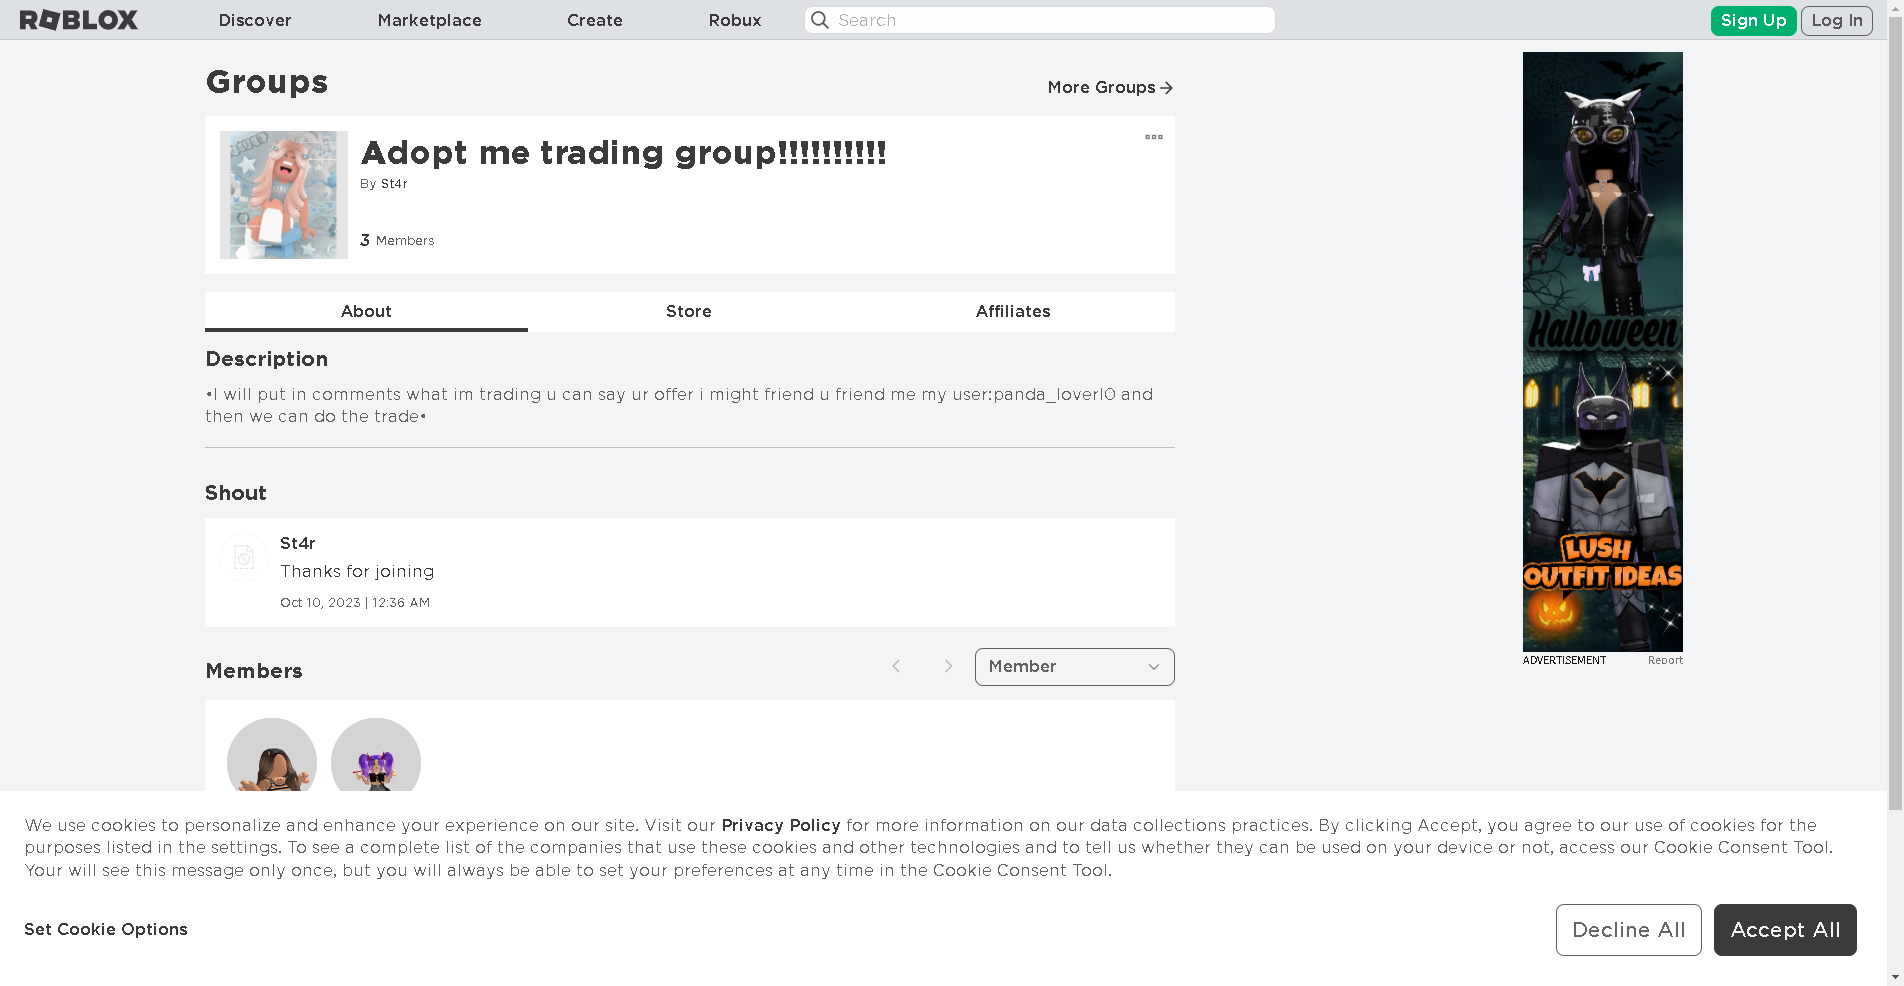 ROBLOX Discover Marketplace Create Robux Search Sign Up Log In
Groups
More Groups
Adopt me trading group!!!!!!!!!!
By St4r
3 Members
About Store Affiliates
Description
•I will put in comments what im trading u can say ur offer i might friend u friend me my user:panda_lover10 and
then we can do the trade•
Shout
St4r
Thanks for joining
Oct 10, 2023 | 12:36 AM
Members
Member
Halloween
LUSH
OUTFIT IDEAS
ADVERTISEMENT Report
We use cookies to personalize and enhance your experience on our site. Visit our Privacy Policy for more information on our data collections practices. By clicking Accept, you agree to our use of cookies for the
purposes listed in the settings. To see a complete list of the companies that use these cookies and other technologies and to tell us whether they can be used on your device or not, access our Cookie Consent Tool.
Your will see this message only once, but you will always be able to set your preferences at any time in the Cookie Consent Tool.
Set Cookie Options
Decline All Accept All